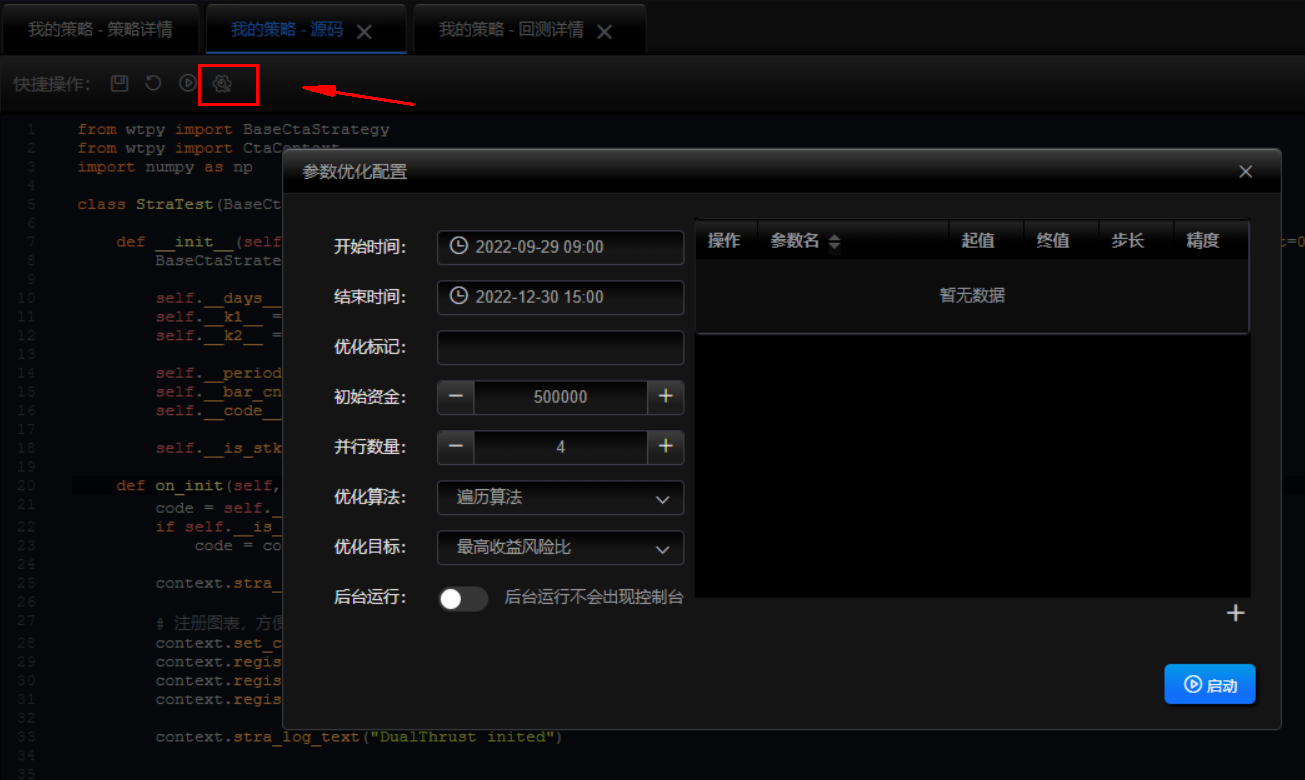 我的策略 - 策略详情
我的策略 - 源码
我的策略 - 回测详情
快捷操作：
1 from wtpy import BaseCtaStrategy
2 from wtpy import CtaContext
3 import numpy as np
4
5 class StraTest(BaseCt
6
7 def __init__(self t=0
8 BaseCtaStrate
9
10 self.__days__
11 self.__k1__ =
12 self.__k2__ =
13
14 self.__period
15 self.__bar_cn
16 self.__code__
17
18 self.__is_stk
19
20 def on_init(self,
21 code = self._
22 if self.__is_
23 code = co
24
25 context.stra_
26
27 # 注册图表，方便
28 context.set_c
29 context.regis
30 context.regis
31 context.regis
32
33 context.stra_log_text("DualThrust inited")
34
35
参数优化配置
开始时间: 2022-09-29 09:00
结束时间: 2022-12-30 15:00
优化标记:
初始资金: − 500000 +
并行数量: − 4 +
优化算法: 遍历算法
优化目标: 最高收益风险比
后台运行: 后台运行不会出现控制台
操作 参数名 起值 终值 步长 精度
暂无数据
+
启动